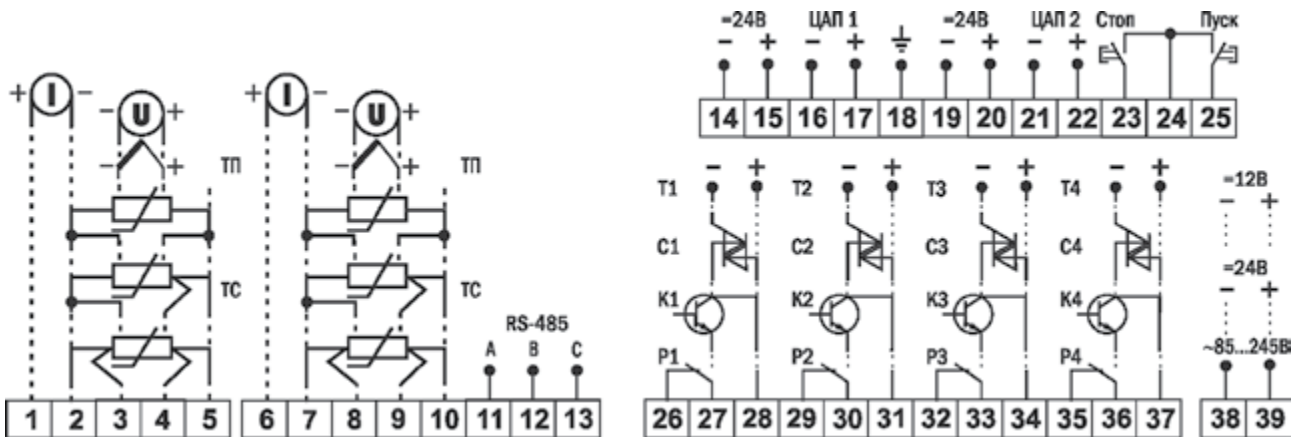 =24В ЦАП 1 =24В ЦАП 2 Стоп Пуск
− + − + − + − +
14 15 16 17 18 19 20 21 22 23 24 25
+ I − + I −
− U + − U +
− + ТП − + ТП
ТС ТС
RS-485
A B C
1 2 3 4 5 6 7 8 9 10 11 12 13
− + − + − + − +
T1 T2 T3 T4
=12В
− +
C1 C2 C3 C4
=24В
− +
K1 K2 K3 K4
P1 P2 P3 P4
~85...245В
26 27 28 29 30 31 32 33 34 35 36 37 38 39